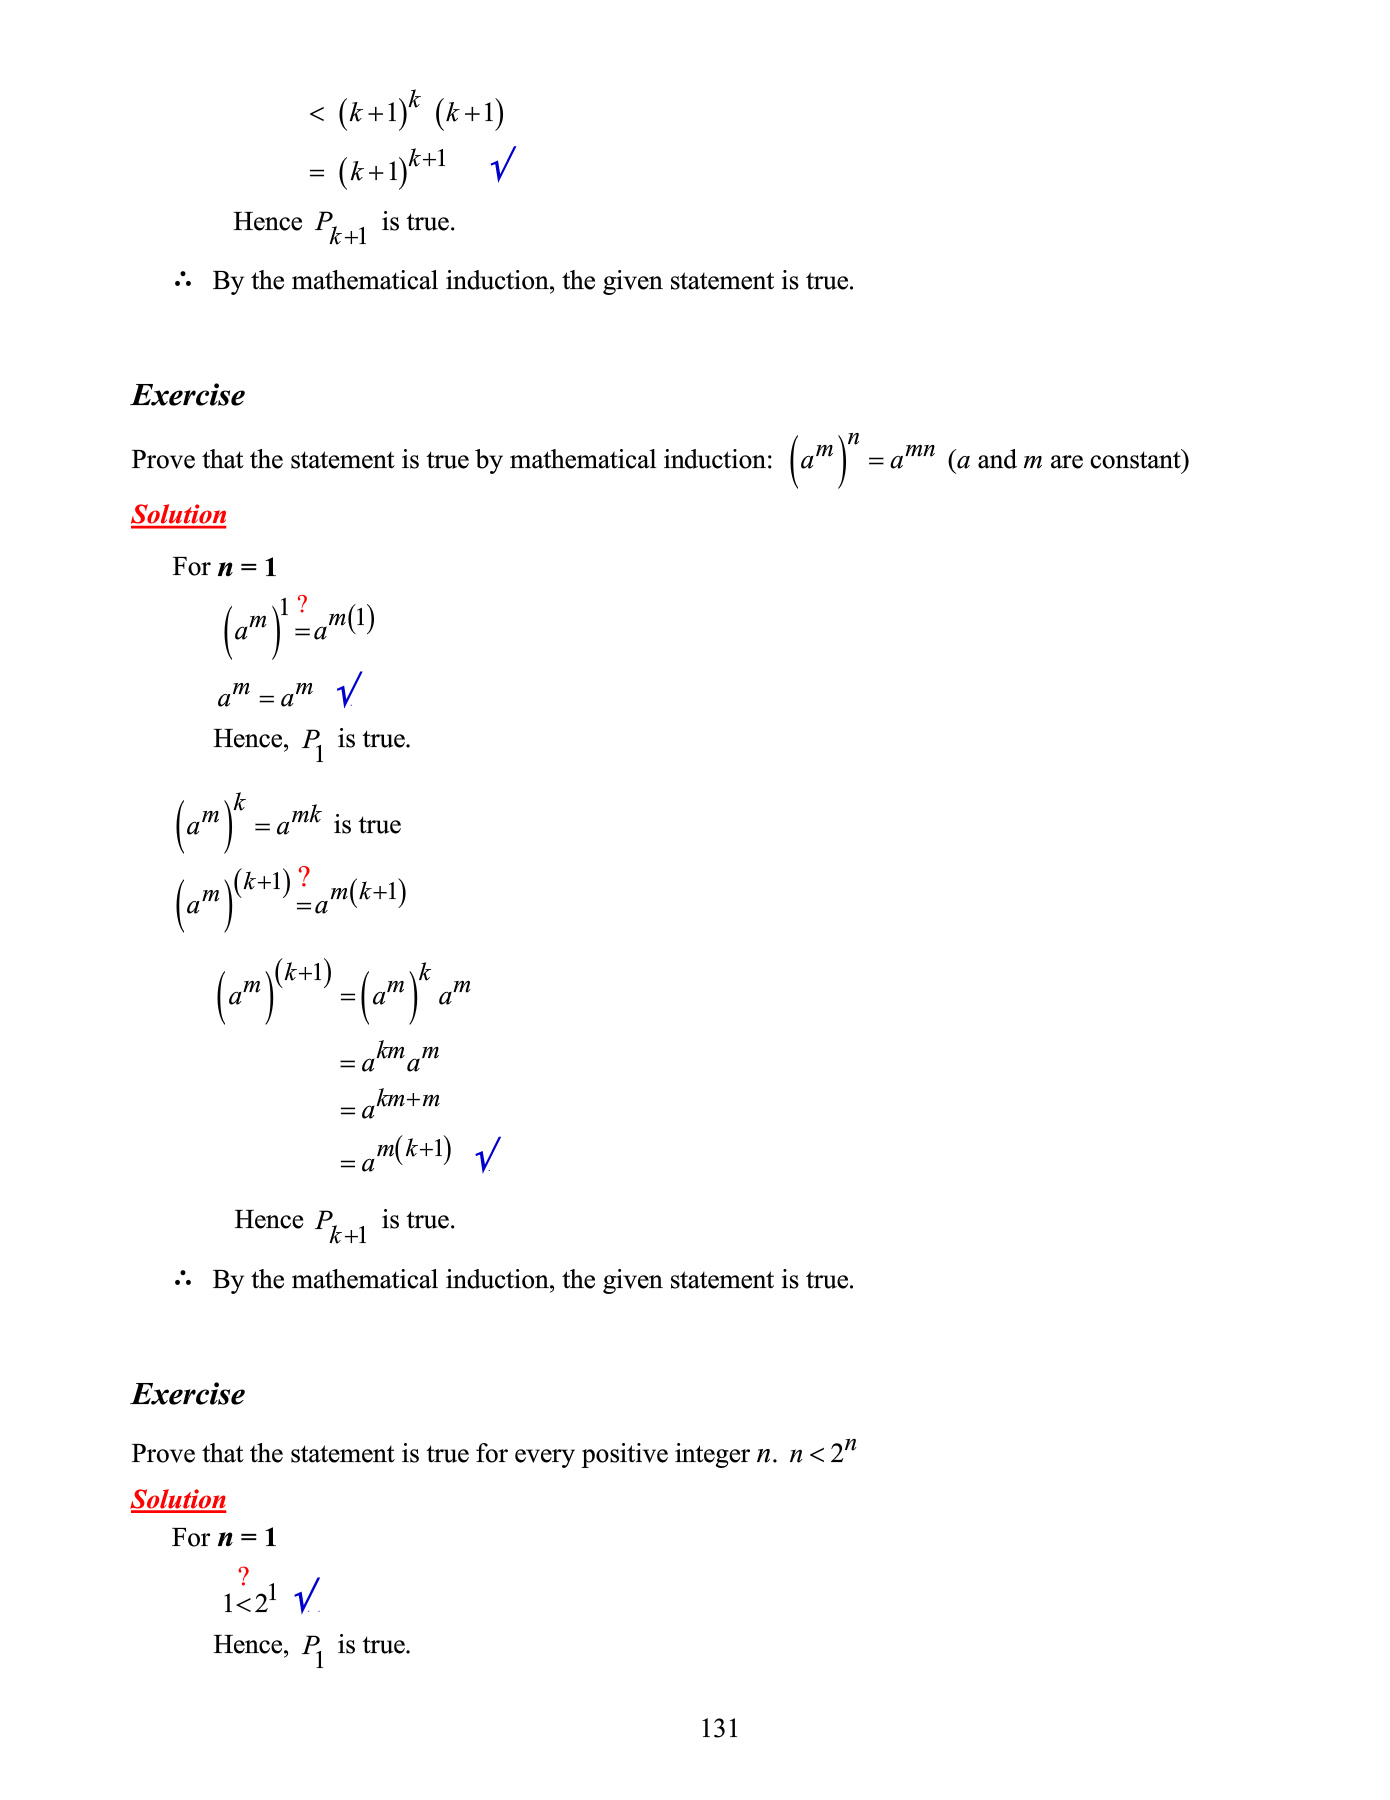 < (k+1)^k (k+1)
= (k+1)^{k+1} √
Hence P_{k+1} is true.
∴ By the mathematical induction, the given statement is true.
Exercise
Prove that the statement is true by mathematical induction: (a^m)^n = a^{mn} (a and m are constant)
Solution
For n = 1
(a^m)^1 ?= a^{m(1)}
a^m = a^m √
Hence, P_1 is true.
(a^m)^k = a^{mk} is true
(a^m)^{(k+1)} ?= a^{m(k+1)}
(a^m)^{(k+1)} = (a^m)^k a^m
= a^{km} a^m
= a^{km+m}
= a^{m(k+1)} √
Hence P_{k+1} is true.
∴ By the mathematical induction, the given statement is true.
Exercise
Prove that the statement is true for every positive integer n. n < 2^n
Solution
For n = 1
1 ?< 2^1 √
Hence, P_1 is true.
131